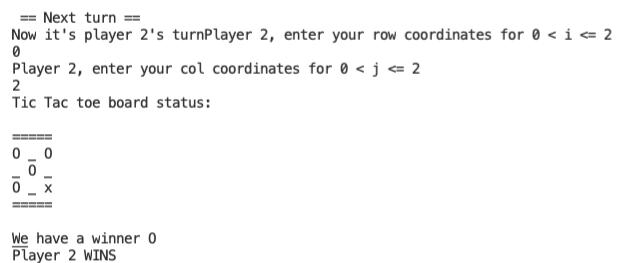 == Next turn ==
Now it's player 2's turnPlayer 2, enter your row coordinates for 0 < i <= 2
0
Player 2, enter your col coordinates for 0 < j <= 2
2
Tic Tac toe board status:
=====
O _ O
_ O _
O _ x
=====
We have a winner O
Player 2 WINS